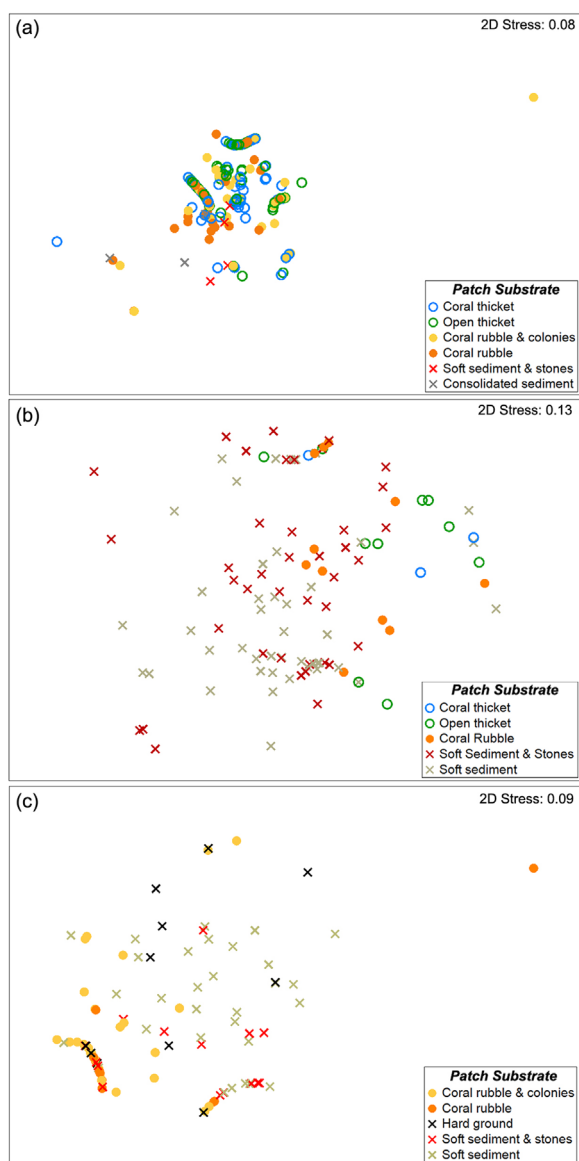 (a)
2D Stress: 0.08
Patch Substrate
Coral thicket
Open thicket
Coral rubble & colonies
Coral rubble
Soft sediment & stones
Consolidated sediment
(b)
2D Stress: 0.13
Patch Substrate
Coral thicket
Open thicket
Coral Rubble
Soft Sediment & Stones
Soft sediment
(c)
2D Stress: 0.09
Patch Substrate
Coral rubble & colonies
Coral rubble
Hard ground
Soft sediment & stones
Soft sediment